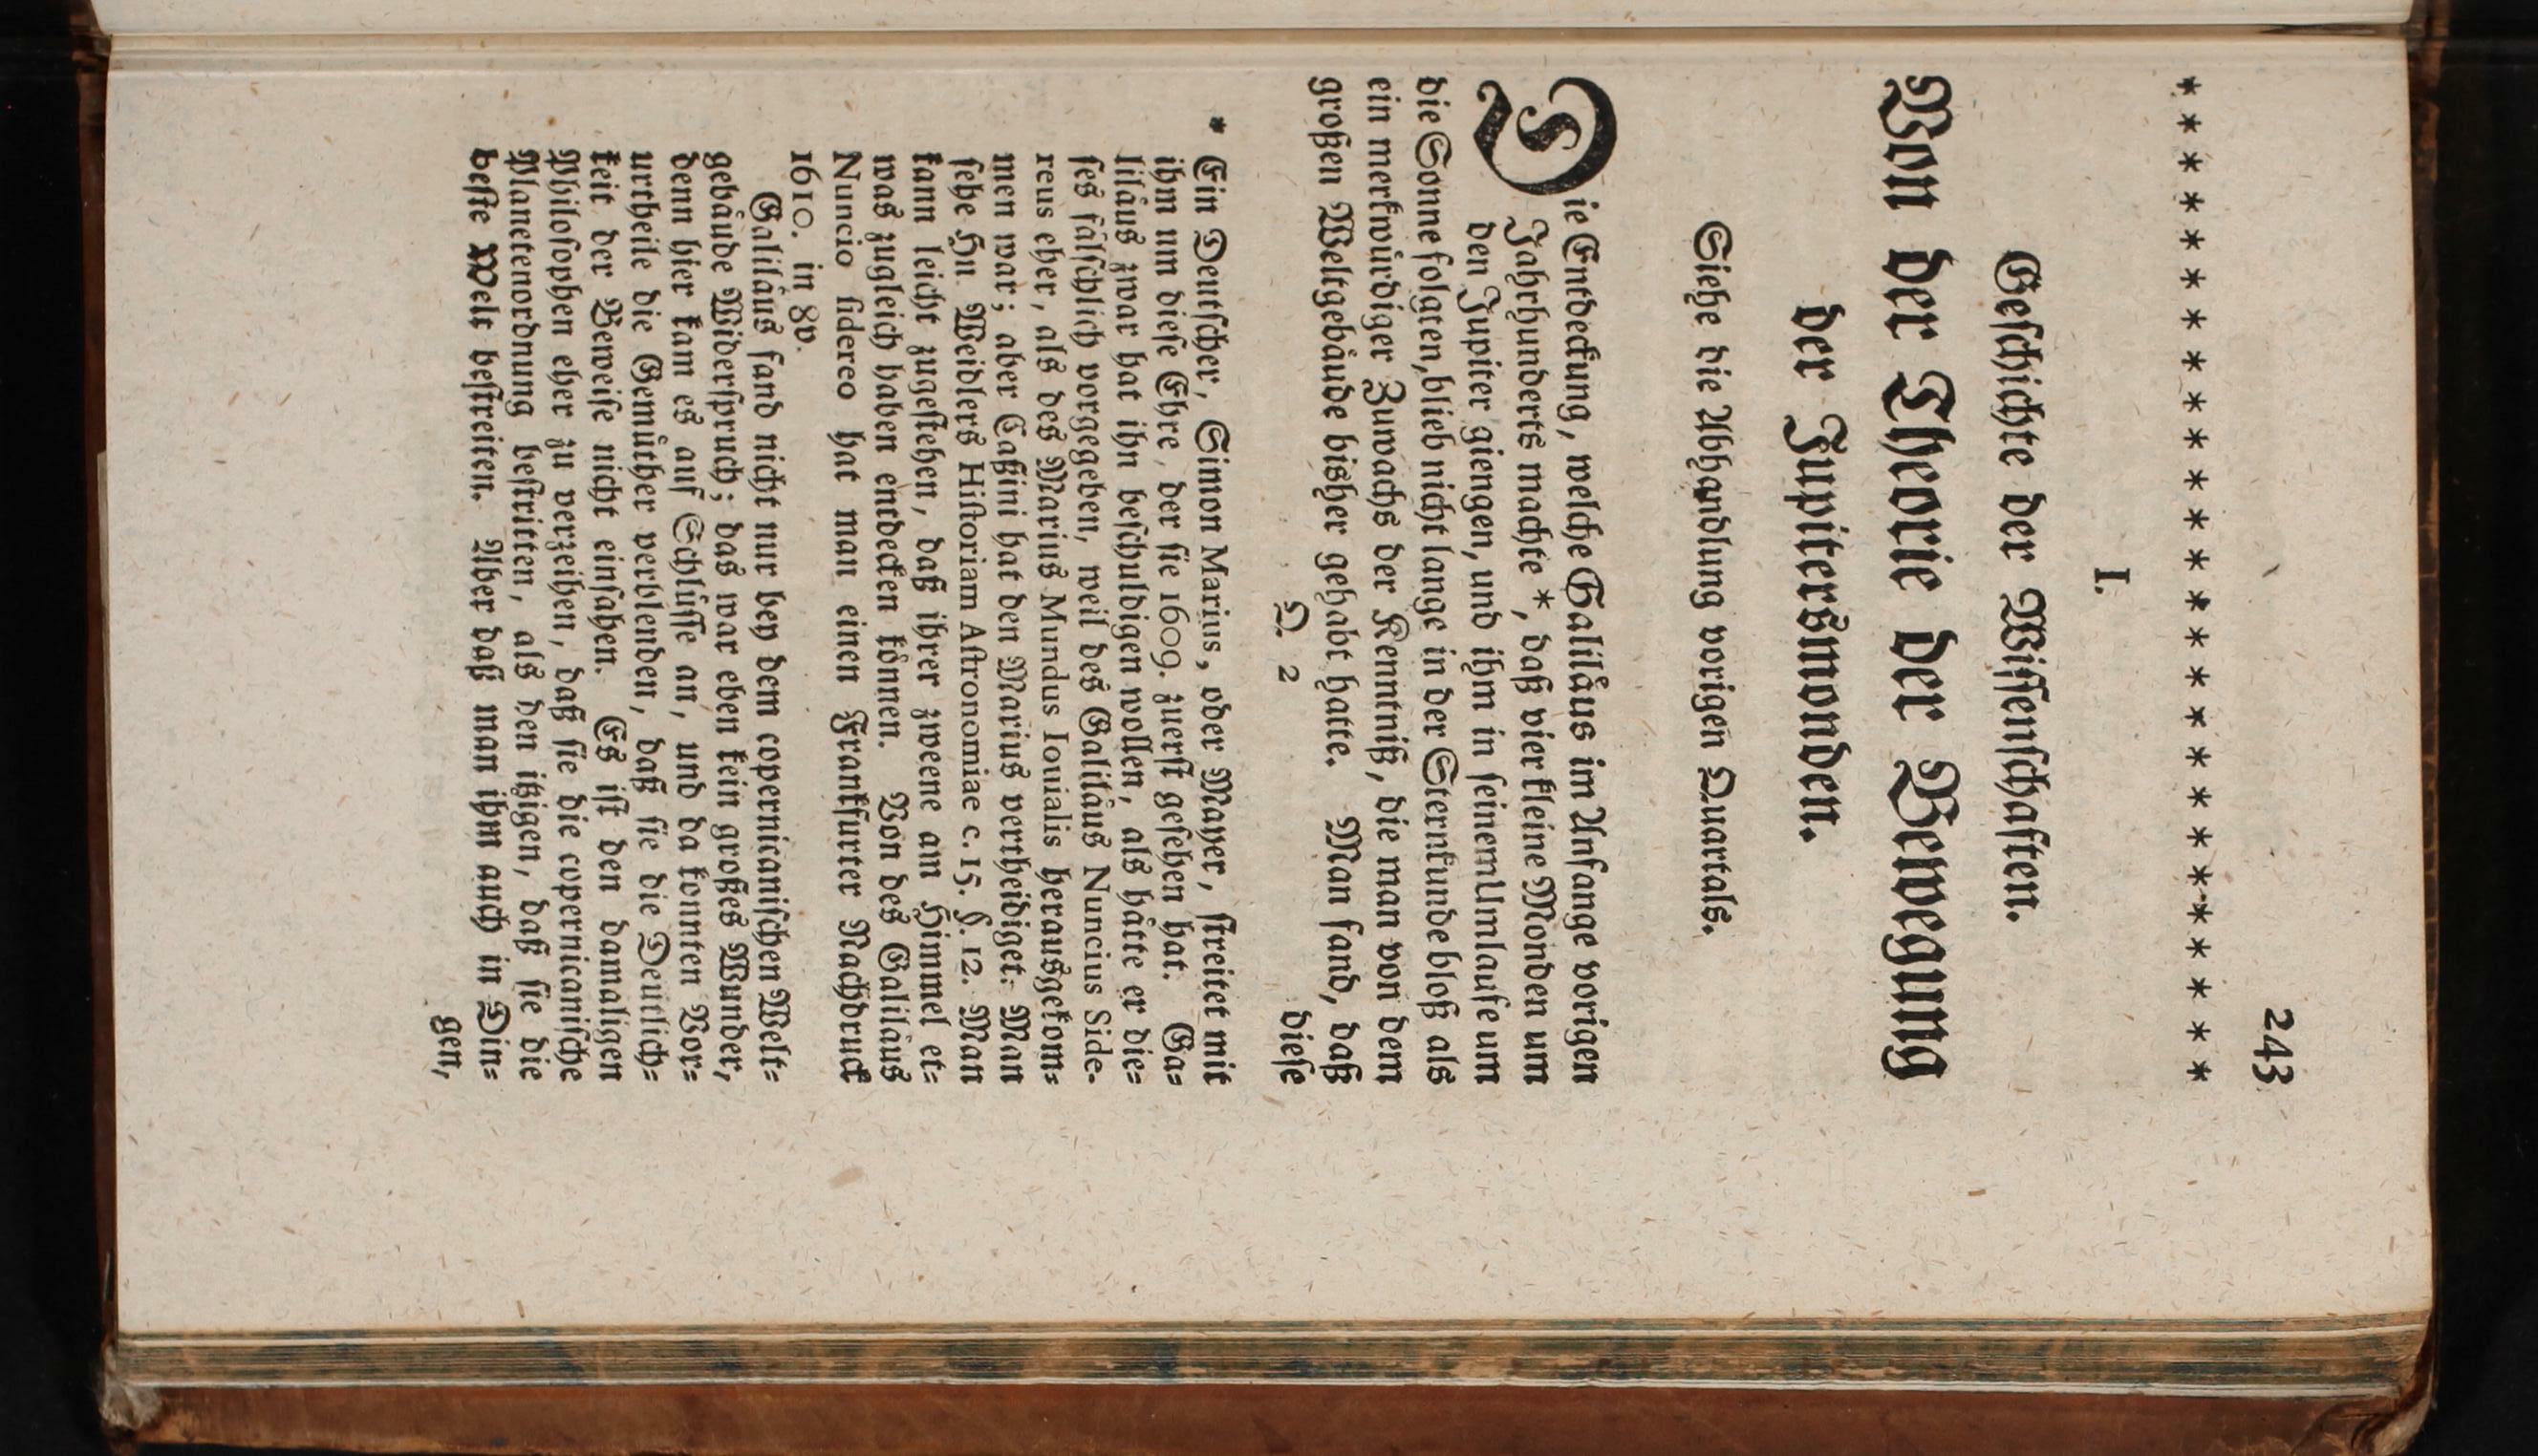 243
* * * * * * * * * * * * * * * * * * * * * * * * * *
I.
Geschichte der Wissenschaften.
Von der Theorie der Bewegung
der Jupitersmonden.
Siehe die Abhandlung vorigen Quartals.
Die Entdeckung, welche Galiläus im Anfange vorigen
Jahrhunderts machte *, daß vier kleine Monden um
den Jupiter giengen, und ihm in seinem Umlaufe um
die Sonne folgten, blieb nicht lange in der Sternkunde bloß als
ein merkwürdiger Zuwachs der Kenntniß, die man von dem
großen Weltgebäude bisher gehabt hatte. Man fand, daß
Q 2 diese
* Ein Deutscher, Simon Marius, oder Mayer, streitet mit
ihm um diese Ehre, der sie 1609. zuerst gesehen hat. Ga-
liläus zwar hat ihn beschuldigen wollen, als hätte er die-
ses fälschlich vorgegeben, weil des Galiläus Nuncius Side-
reus eher, als des Marius Mundus Iouialis herausgekom-
men war; aber Caßini hat den Marius vertheidiget. Man
sehe Hn. Weidlers Historiam Astronomiae c. 15. §. 12. Man
kann leicht zugestehen, daß ihrer zweene am Himmel et-
was zugleich haben entdecken können. Von des Galiläus
Nuncio sidereo hat man einen Frankfurter Nachdruck
1610. in 8v.
Galiläus fand nicht nur bey dem copernicanischen Welt-
gebäude Widerspruch; das war eben kein großes Wunder,
denn hier kam es auf Schlüsse an, und da konnten Vor-
urtheile die Gemüther verblenden, daß sie die Deutlich-
keit der Beweise nicht einsahen. Es ist den damaligen
Philosophen eher zu verzeihen, daß sie die copernicanische
Planetenordnung bestritten, als den itzigen, daß sie die
beste Welt bestreiten. Aber daß man ihm auch in Din-
gen,